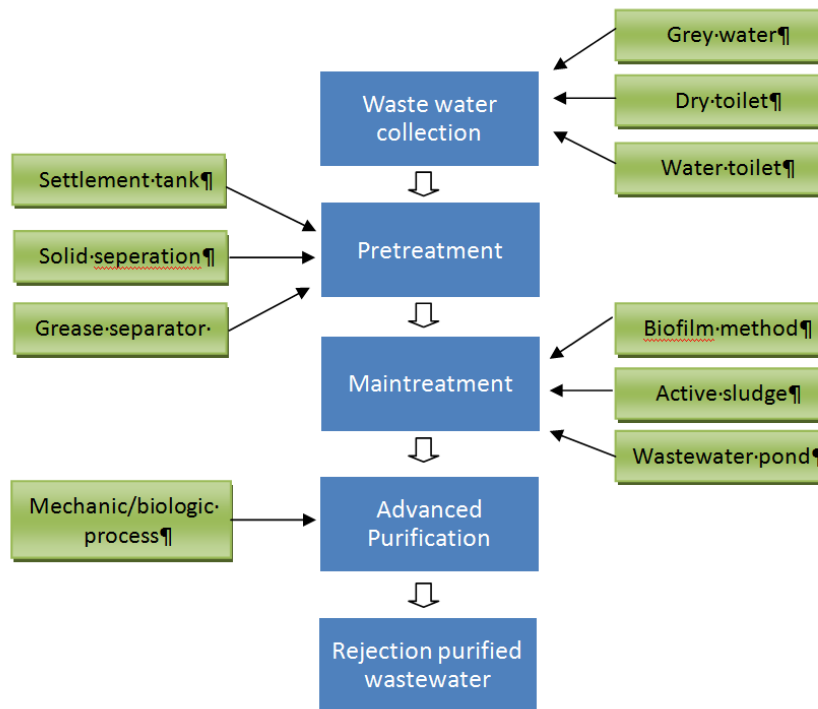 Grey·water¶
Waste water
collection
Dry·toilet¶
Water·toilet¶
Settlement·tank¶
Pretreatment
Solid·seperation¶
Grease·separator·
Biofilm·method¶
Maintreatment
Active·sludge¶
Wastewater·pond¶
Mechanic/biologic·
process¶
Advanced
Purification
Rejection purified
wastewater